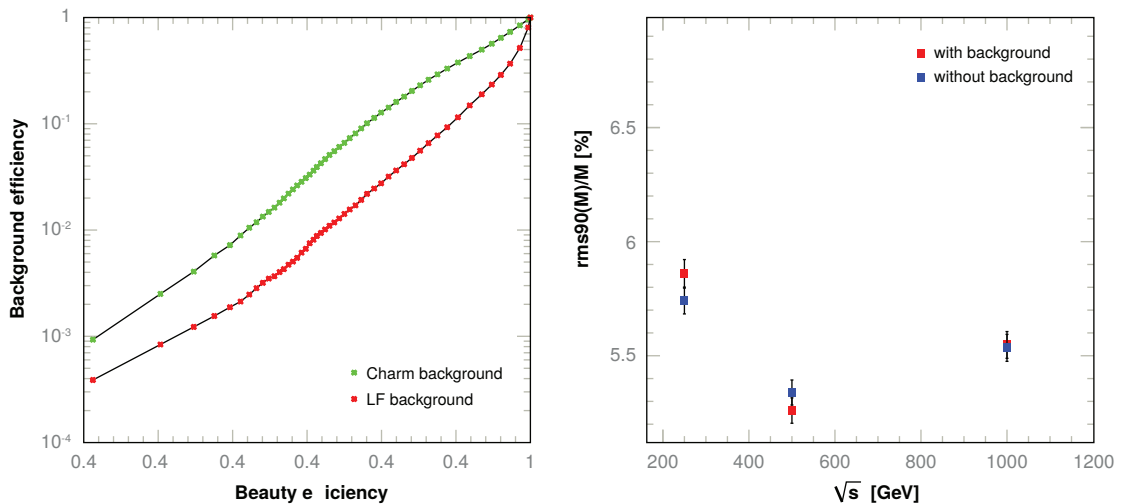 1
10-1
10-2
10-3
10-4
Background efficiency
Charm background
LF background
0.4 0.4 0.4 0.4 0.4 0.4 1
Beauty e iciency
with background
without background
6.5
6
5.5
rms90(M)/M [%]
200 400 600 800 1000 1200
√s [GeV]